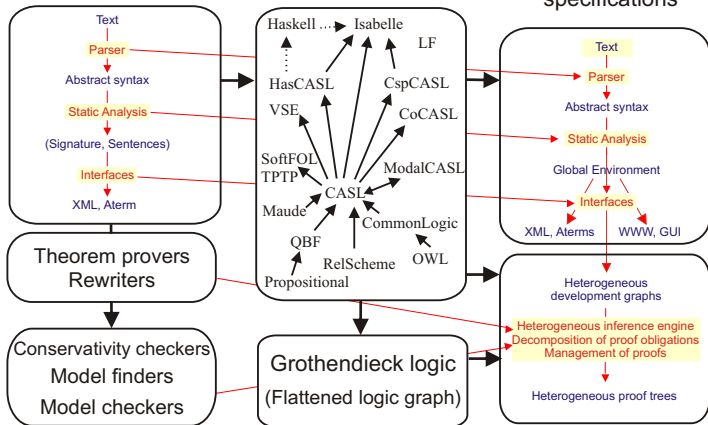 specifications
Text
Parser
Abstract syntax
Static Analysis
(Signature, Sentences)
Interfaces
XML, Aterm
Theorem provers
Rewriters
Conservativity checkers
Model finders
Model checkers
Haskell
Isabelle
LF
HasCASL
CspCASL
VSE
CoCASL
SoftFOL
TPTP
ModalCASL
CASL
Maude
CommonLogic
QBF
OWL
RelScheme
Propositional
Grothendieck logic
(Flattened logic graph)
Text
Parser
Abstract syntax
Static Analysis
Global Environment
Interfaces
XML, Aterms
WWW, GUI
Heterogeneous
development graphs
Heterogeneous inference engine
Decomposition of proof obligations
Management of proofs
Heterogeneous proof trees